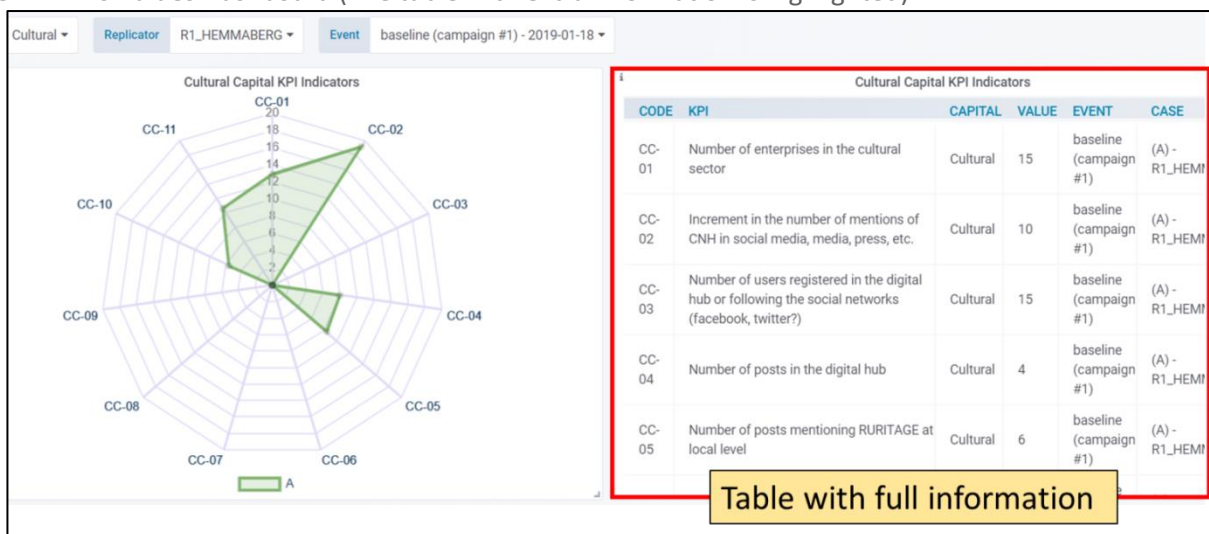 Cultural
Replicator
R1_HEMMABERG
Event
baseline (campaign #1) - 2019-01-18
Cultural Capital KPI Indicators
CC-01
20
18
16
14
12
10
8
6
4
2
CC-02
CC-03
CC-04
CC-05
CC-06
CC-07
CC-08
CC-09
CC-10
CC-11
A
i
Cultural Capital KPI Indicators
CODE KPI CAPITAL VALUE EVENT CASE
CC-
01
Number of enterprises in the cultural
sector
Cultural
15
baseline
(campaign
#1)
(A) -
R1_HEMM
CC-
02
Increment in the number of mentions of
CNH in social media, media, press, etc.
Cultural
10
baseline
(campaign
#1)
(A) -
R1_HEMM
CC-
03
Number of users registered in the digital
hub or following the social networks
(facebook, twitter?)
Cultural
15
baseline
(campaign
#1)
(A) -
R1_HEMM
CC-
04
Number of posts in the digital hub
Cultural
4
baseline
(campaign
#1)
(A) -
R1_HEMM
CC-
05
Number of posts mentioning RURITAGE at
local level
Cultural
6
baseline
(campaign
#1)
(A) -
R1_HEMM
Table with full information